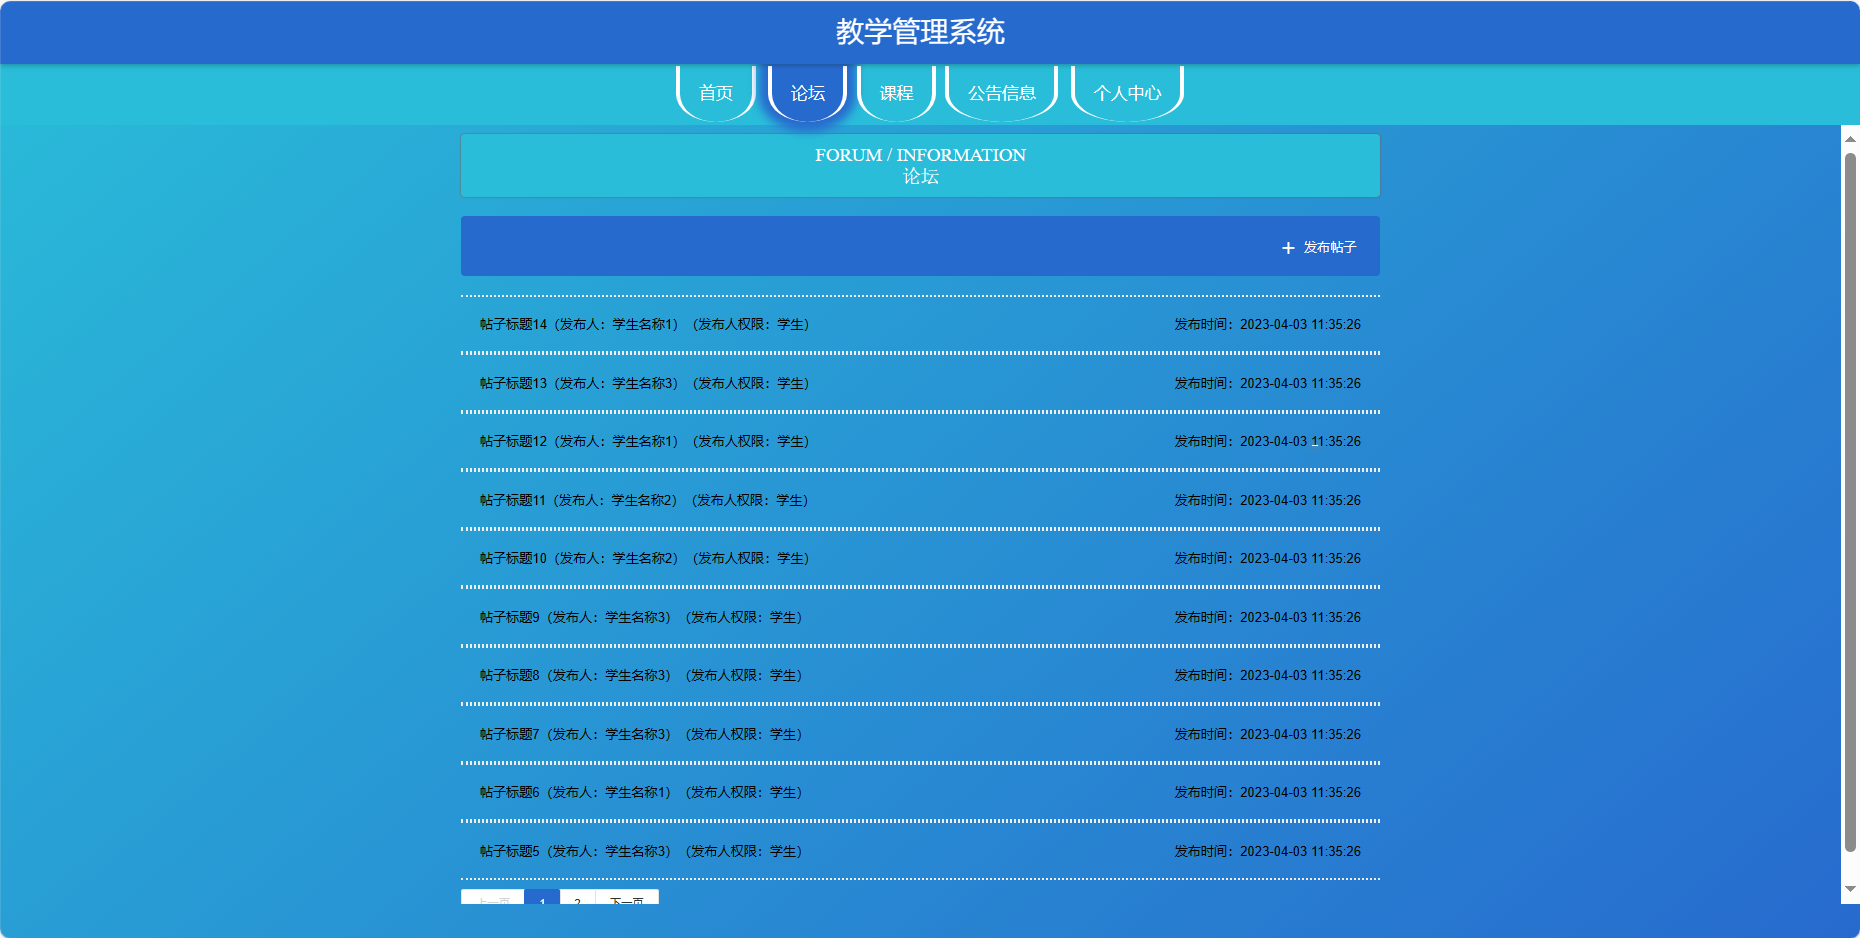 教学管理系统
首页 论坛 课程 公告信息 个人中心
FORUM / INFORMATION
论坛
+ 发布帖子
帖子标题14（发布人：学生名称1）（发布人权限：学生） 发布时间：2023-04-03 11:35:26
帖子标题13（发布人：学生名称3）（发布人权限：学生） 发布时间：2023-04-03 11:35:26
帖子标题12（发布人：学生名称1）（发布人权限：学生） 发布时间：2023-04-03 11:35:26
帖子标题11（发布人：学生名称2）（发布人权限：学生） 发布时间：2023-04-03 11:35:26
帖子标题10（发布人：学生名称2）（发布人权限：学生） 发布时间：2023-04-03 11:35:26
帖子标题9（发布人：学生名称3）（发布人权限：学生） 发布时间：2023-04-03 11:35:26
帖子标题8（发布人：学生名称3）（发布人权限：学生） 发布时间：2023-04-03 11:35:26
帖子标题7（发布人：学生名称3）（发布人权限：学生） 发布时间：2023-04-03 11:35:26
帖子标题6（发布人：学生名称1）（发布人权限：学生） 发布时间：2023-04-03 11:35:26
帖子标题5（发布人：学生名称3）（发布人权限：学生） 发布时间：2023-04-03 11:35:26
上一页 1 2 下一页